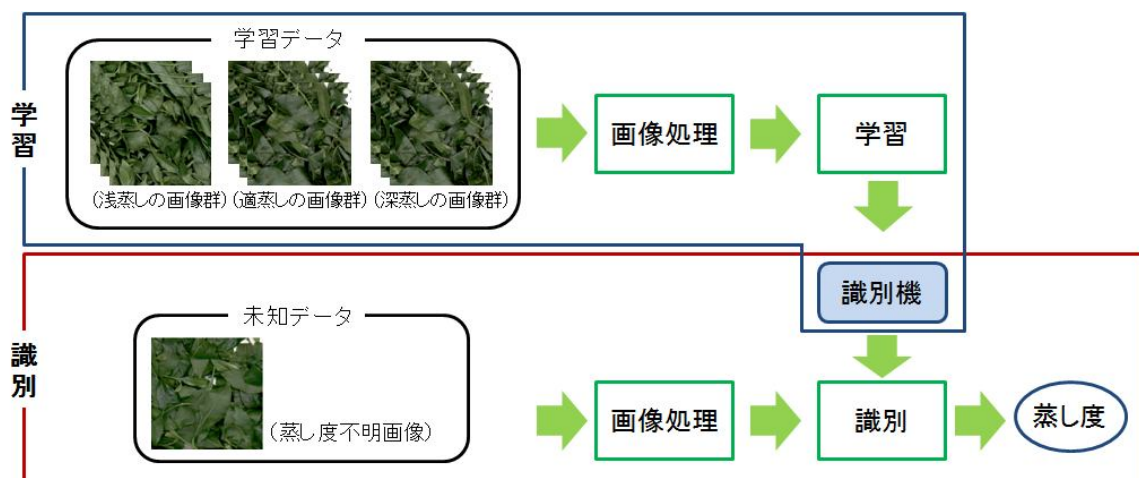 学習
学習データ
(浅蒸しの画像群)
(適蒸しの画像群)
(深蒸しの画像群)
画像処理
学習
識別機
識別
未知データ
(蒸し度不明画像)
画像処理
識別
蒸し度